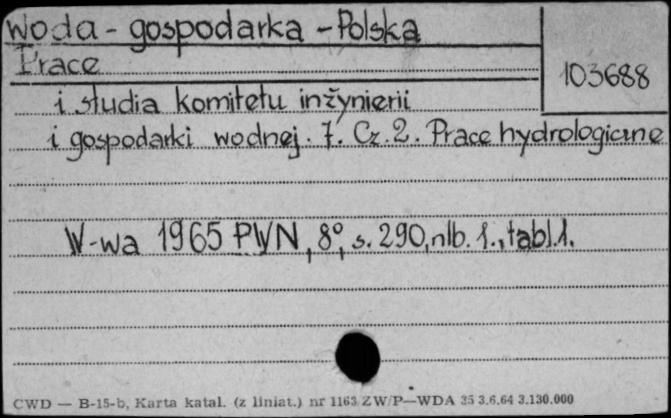 Woda - gospodarka - Polska
Prace
103688
i studia komitetu inżynierii
i gospodarki wodnej. 7. Cz. 2. Prace hydrologiczne
W-wa 1965 PWN, 8°, s. 290, nlb. 1., tabl. 1.
CWD — B-15-b, Karta katal. (z liniat.) nr 1163 ZW/P—WDA 35 3.6.64 3.130.000